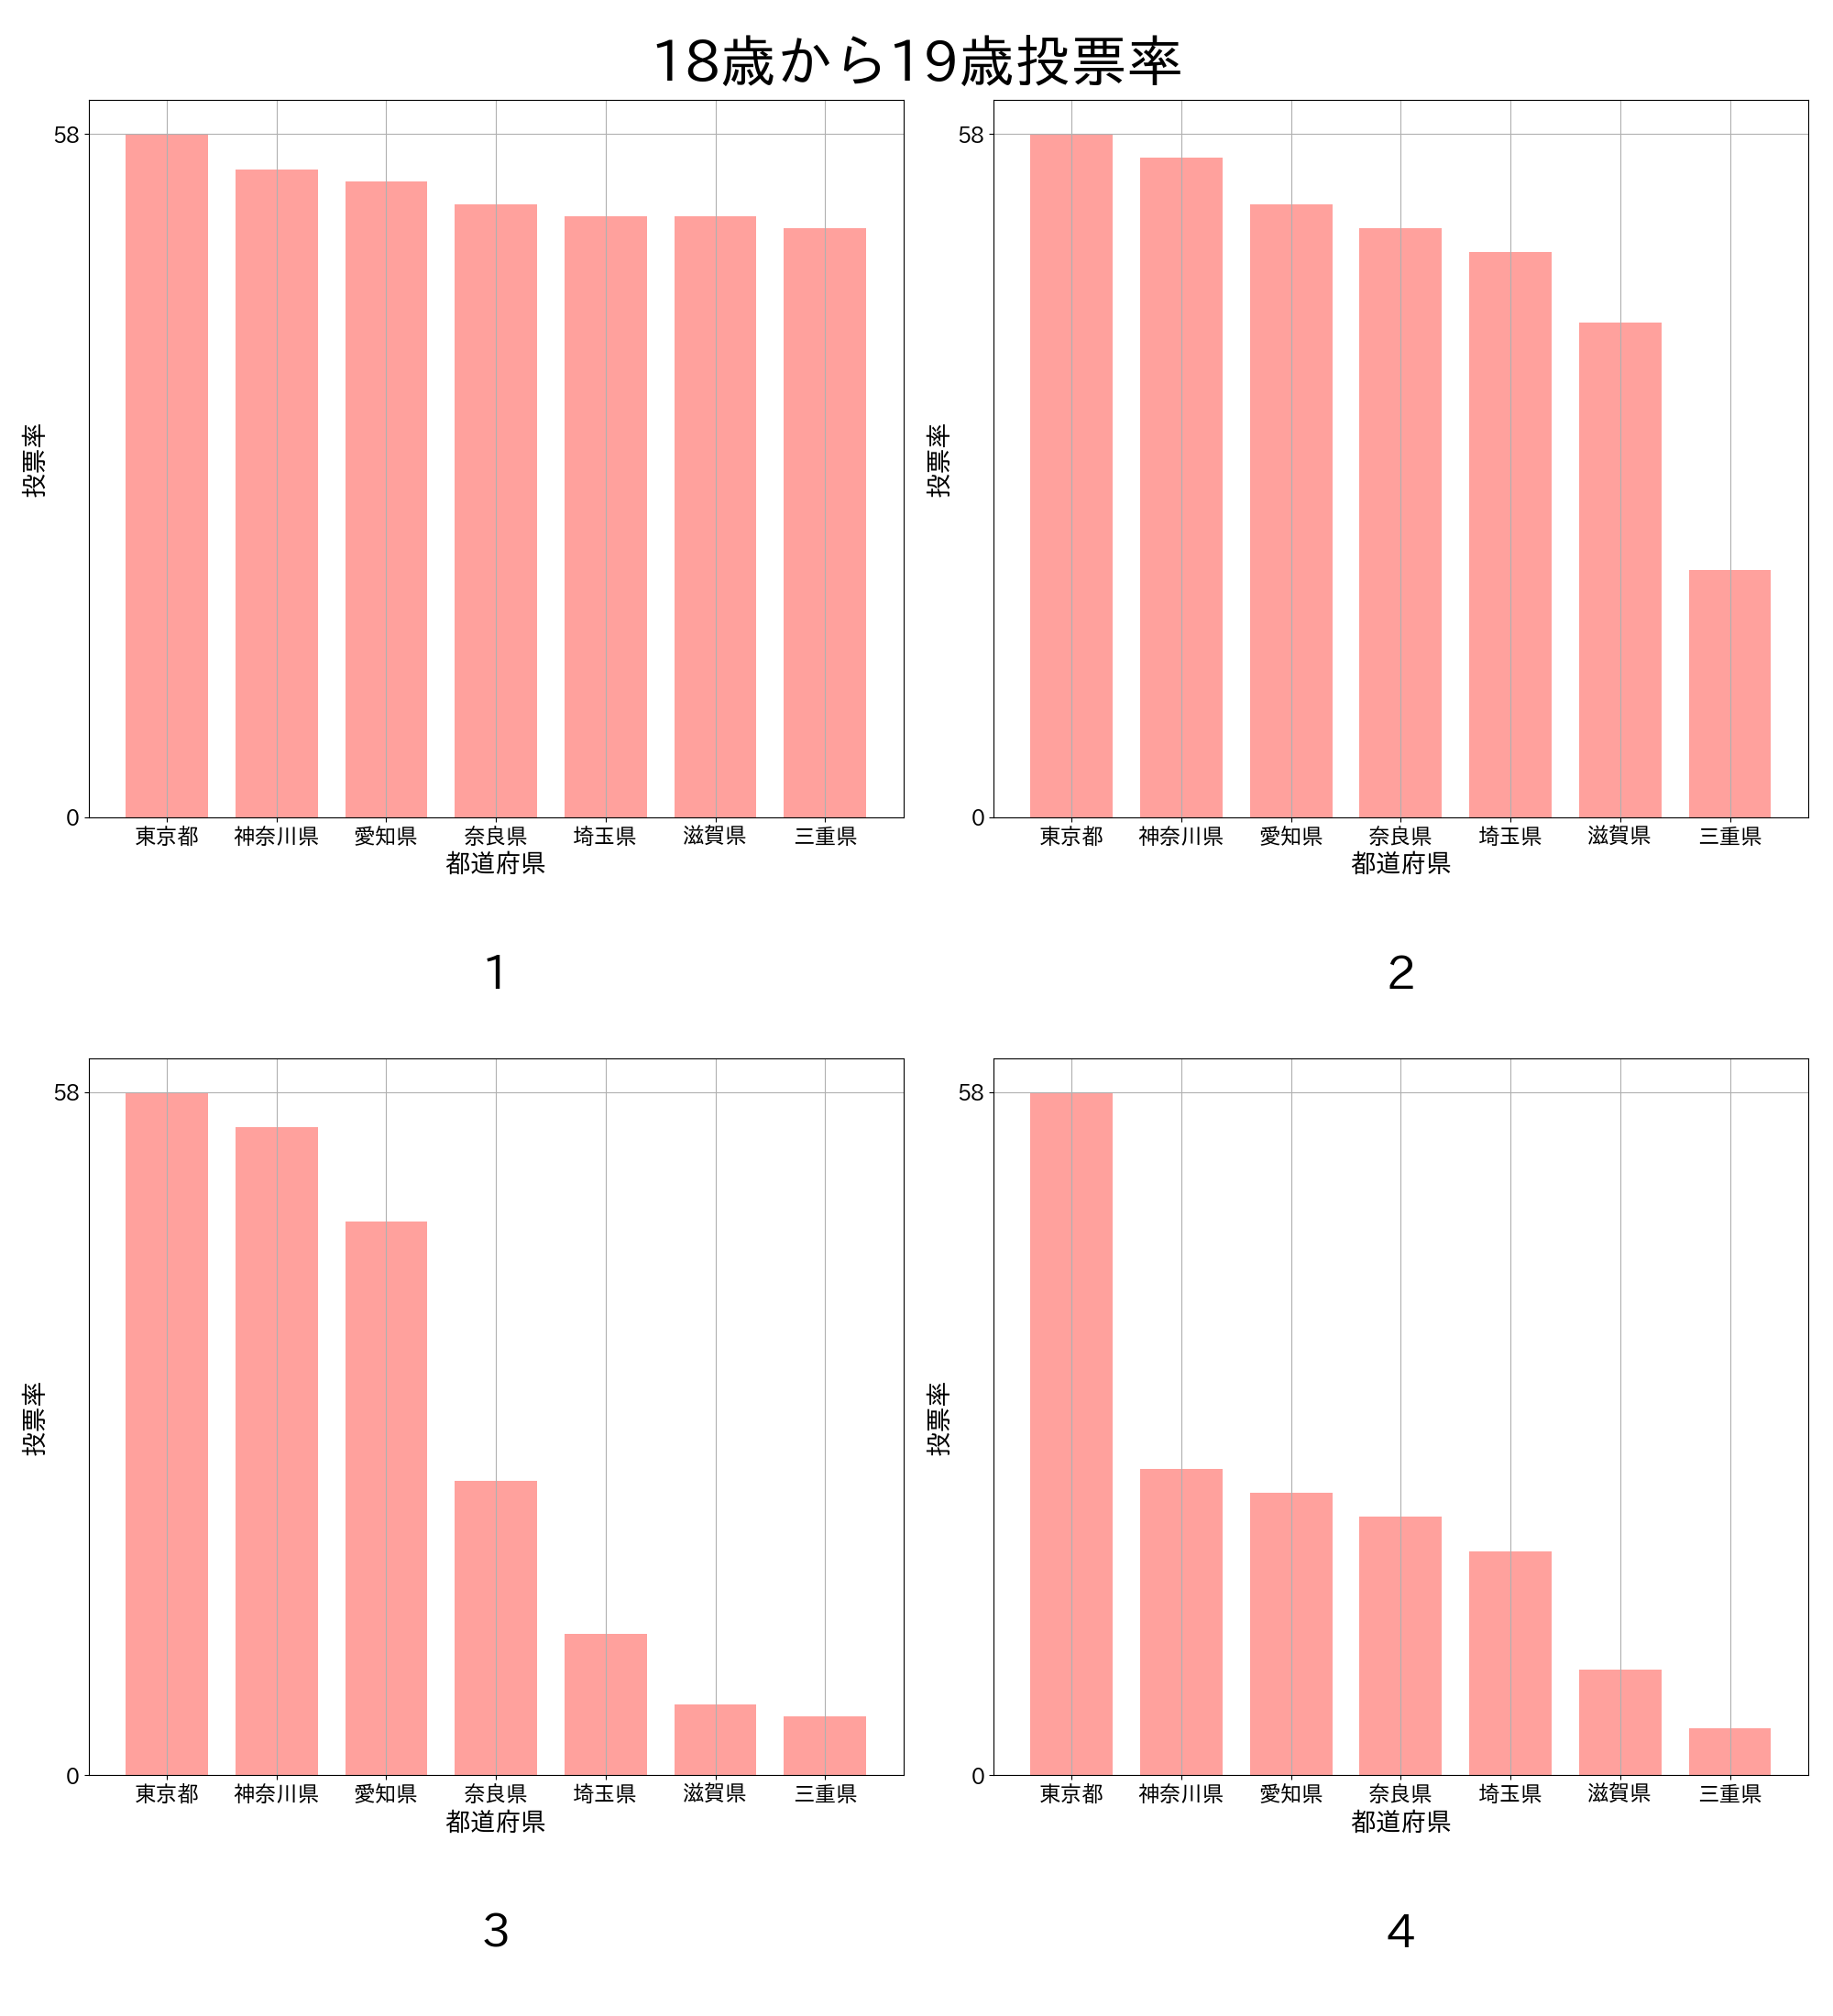 18歳から19歳投票率
58
0
投票率
東京都 神奈川県 愛知県 奈良県 埼玉県 滋賀県 三重県
都道府県
1
58
0
投票率
東京都 神奈川県 愛知県 奈良県 埼玉県 滋賀県 三重県
都道府県
2
58
0
投票率
東京都 神奈川県 愛知県 奈良県 埼玉県 滋賀県 三重県
都道府県
3
58
0
投票率
東京都 神奈川県 愛知県 奈良県 埼玉県 滋賀県 三重県
都道府県
4